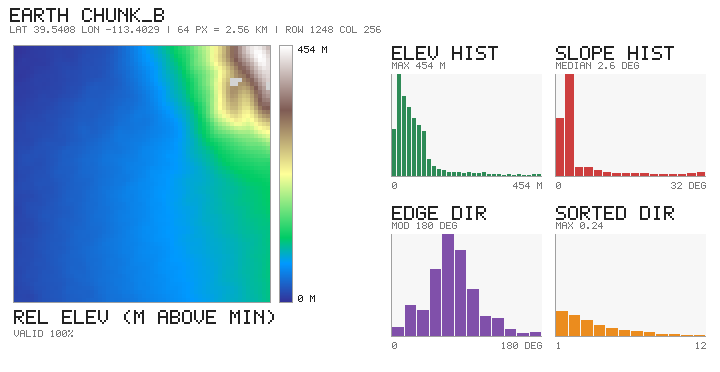 EARTH CHUNK_B
LAT 39.5408 LON -113.4029 | 64 PX = 2.56 KM | ROW 1248 COL 256
454 M
0 M
REL ELEV (M ABOVE MIN)
VALID 100%
ELEV HIST
MAX 454 M
0 454 M
SLOPE HIST
MEDIAN 2.6 DEG
0 32 DEG
EDGE DIR
MOD 180 DEG
0 180 DEG
SORTED DIR
MAX 0.24
1 12